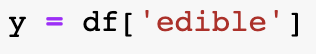 y = df['edible']